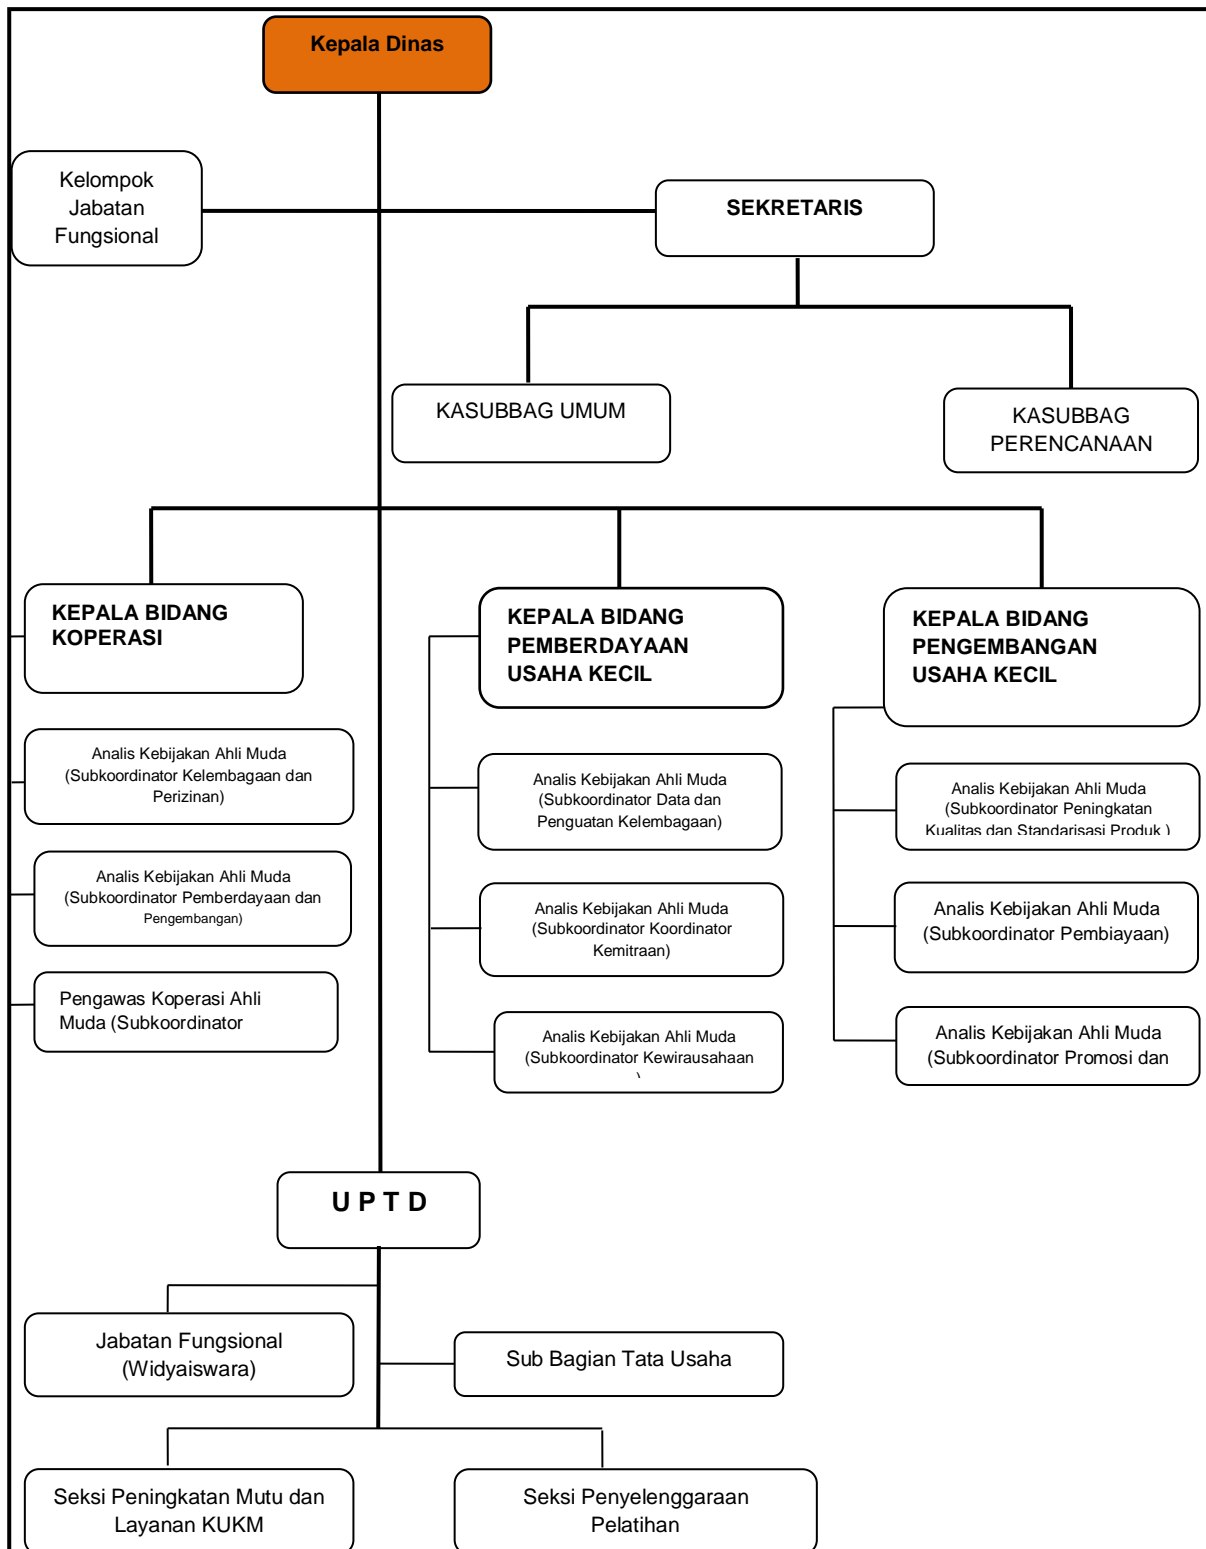 Kepala Dinas
Kelompok
Jabatan
Fungsional
SEKRETARIS
KASUBBAG UMUM
KASUBBAG
PERENCANAAN
KEPALA BIDANG
KOPERASI
KEPALA BIDANG
PEMBERDAYAAN
USAHA KECIL
KEPALA BIDANG
PENGEMBANGAN
USAHA KECIL
Analis Kebijakan Ahli Muda
(Subkoordinator Kelembagaan dan
Perizinan)
Analis Kebijakan Ahli Muda
(Subkoordinator Data dan
Penguatan Kelembagaan)
Analis Kebijakan Ahli Muda
(Subkoordinator Peningkatan
Kualitas dan Standarisasi Produk )
Analis Kebijakan Ahli Muda
(Subkoordinator Pemberdayaan dan
Pengembangan)
Analis Kebijakan Ahli Muda
(Subkoordinator Koordinator
Kemitraan)
Analis Kebijakan Ahli Muda
(Subkoordinator Pembiayaan)
Pengawas Koperasi Ahli
Muda (Subkoordinator
Analis Kebijakan Ahli Muda
(Subkoordinator Kewirausahaan
)
Analis Kebijakan Ahli Muda
(Subkoordinator Promosi dan
U P T D
Jabatan Fungsional
(Widyaiswara)
Sub Bagian Tata Usaha
Seksi Peningkatan Mutu dan
Layanan KUKM
Seksi Penyelenggaraan
Pelatihan